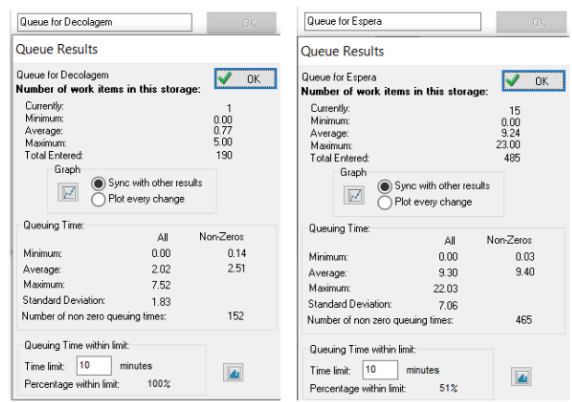 Queue for Decolagem
OK
Queue Results
Queue for Decolagem
OK
Number of work items in this storage:
Currently: 1
Minimum: 0.00
Average: 0.77
Maximum: 5.00
Total Entered: 190
Graph
Sync with other results
Plot every change
Queuing Time:
All Non-Zeros
Minimum: 0.00 0.14
Average: 2.02 2.51
Maximum: 7.52
Standard Deviation: 1.83
Number of non zero queuing times: 152
Queuing Time within limit:
Time limit: 10 minutes
Percentage within limit: 100%
Queue for Espera
OK
Queue Results
Queue for Espera
OK
Number of work items in this storage:
Currently: 15
Minimum: 0.00
Average: 9.24
Maximum: 23.00
Total Entered: 485
Graph
Sync with other results
Plot every change
Queuing Time:
All Non-Zeros
Minimum: 0.00 0.03
Average: 9.30 9.40
Maximum: 22.03
Standard Deviation: 7.06
Number of non zero queuing times: 465
Queuing Time within limit:
Time limit: 10 minutes
Percentage within limit: 51%